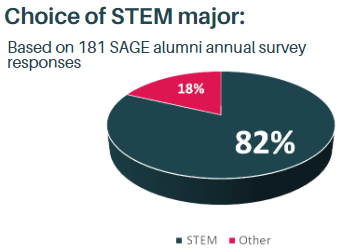 Choice of STEM major:
Based on 181 SAGE alumni annual survey
responses
18%
82%
STEM Other